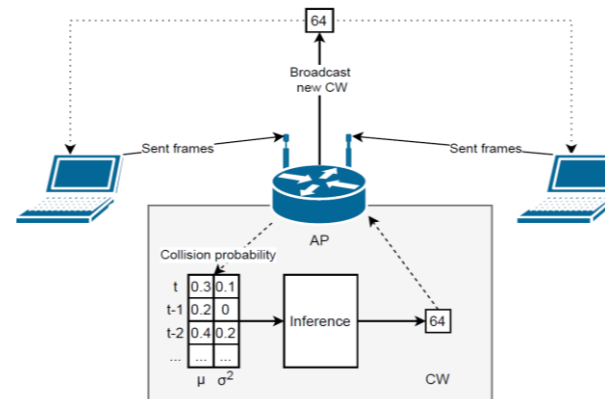 64
Broadcast
new CW
Sent frames
Sent frames
AP
Collision probability
t 0.3 0.1
t-1 0.2 0
t-2 0.4 0.2
... ... ...
μ σ²
Inference
64
CW